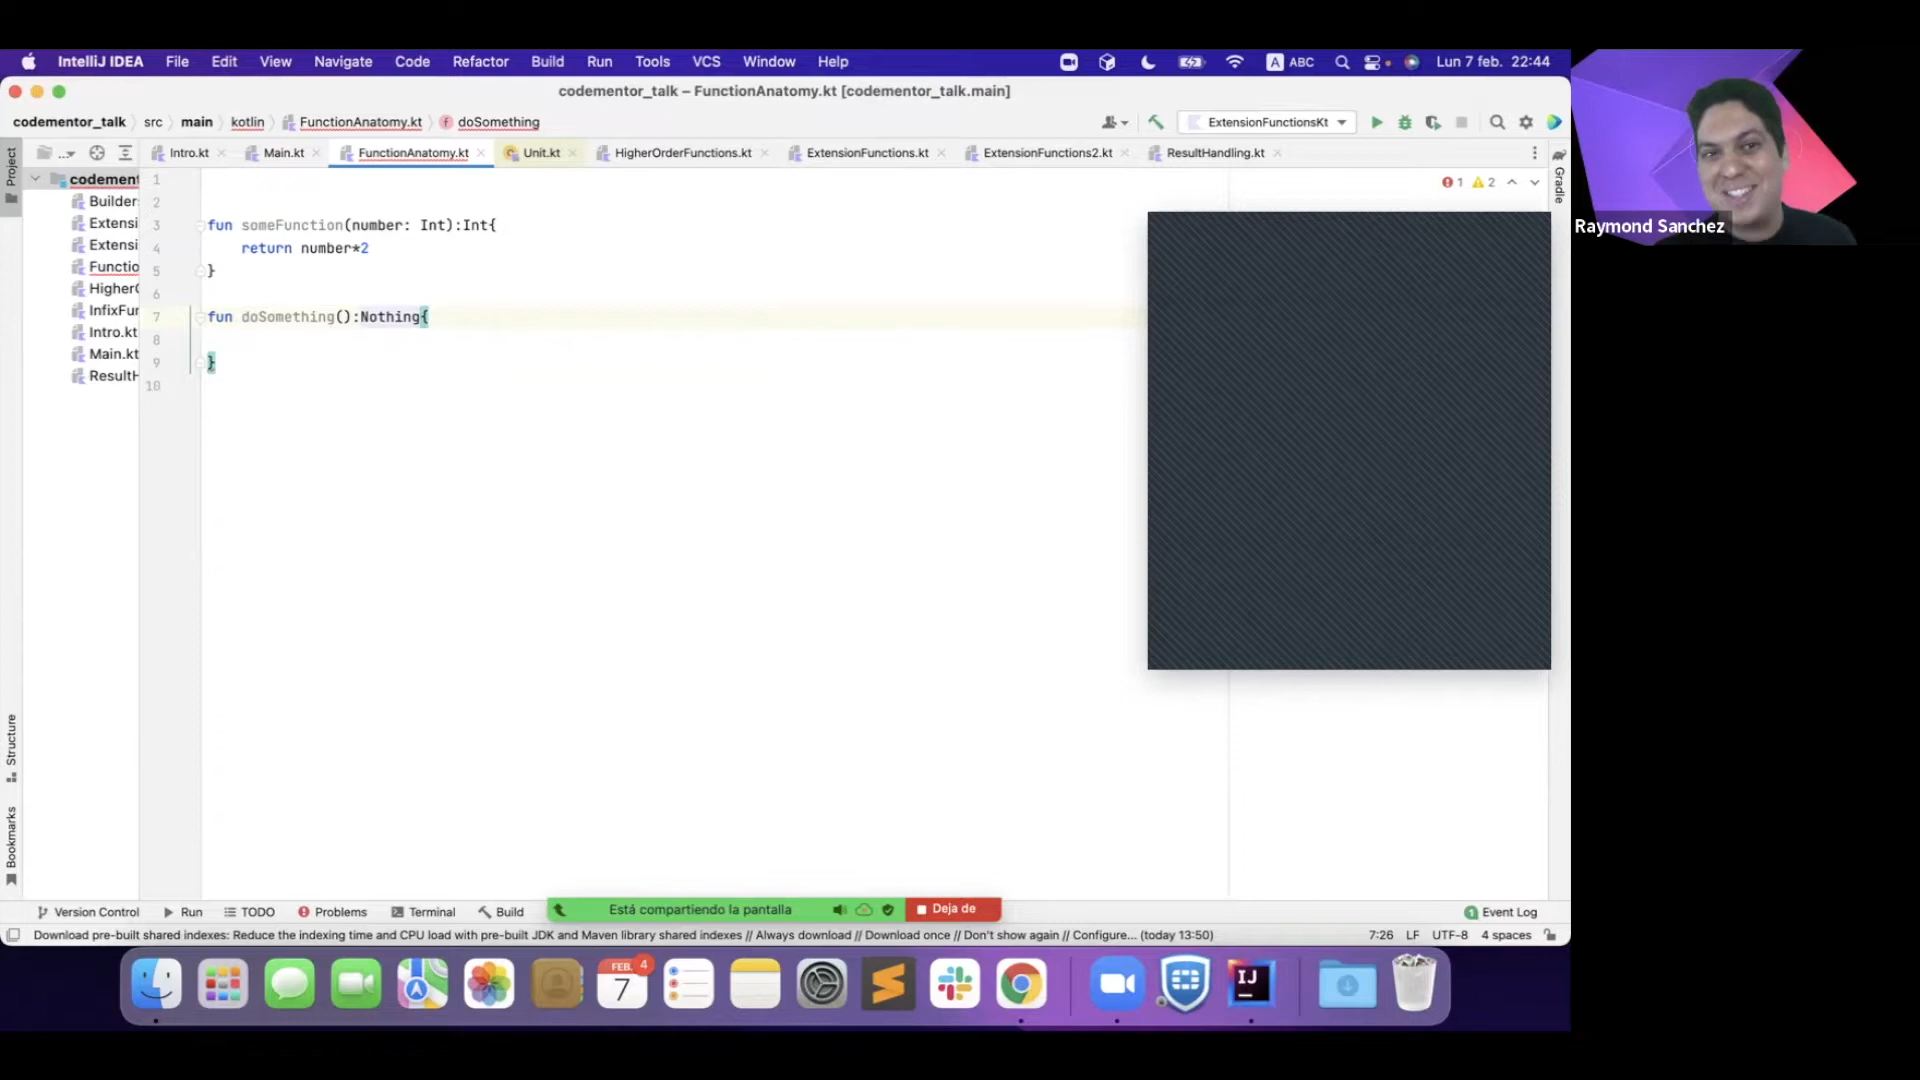 IntelliJ IDEA File Edit View Navigate Code Refactor Build Run Tools VCS Window Help A ABC Lun 7 feb. 22:44
codementor_talk – FunctionAnatomy.kt [codementor_talk.main]
codementor_talk src main kotlin FunctionAnatomy.kt doSomething ExtensionFunctionsKt
Project
... Intro.kt Main.kt FunctionAnatomy.kt Unit.kt HigherOrderFunctions.kt ExtensionFunctions.kt ExtensionFunctions2.kt ResultHandling.kt
Gradle
codement
Builder
Extensi
Extensi
Functio
Higher
InfixFur
Intro.kt
Main.kt
ResultH
1 2
1
2
3 fun someFunction(number: Int):Int{
4 return number*2
5 }
6
7 fun doSomething():Nothing{
8
9 }
10
Raymond Sanchez
Structure
Bookmarks
Version Control Run TODO Problems Terminal Build Está compartiendo la pantalla Deja de 1 Event Log
Download pre-built shared indexes: Reduce the indexing time and CPU load with pre-built JDK and Maven library shared indexes // Always download // Download once // Don't show again // Configure... (today 13:50) 7:26 LF UTF-8 4 spaces
FEB. 4
7
IJ